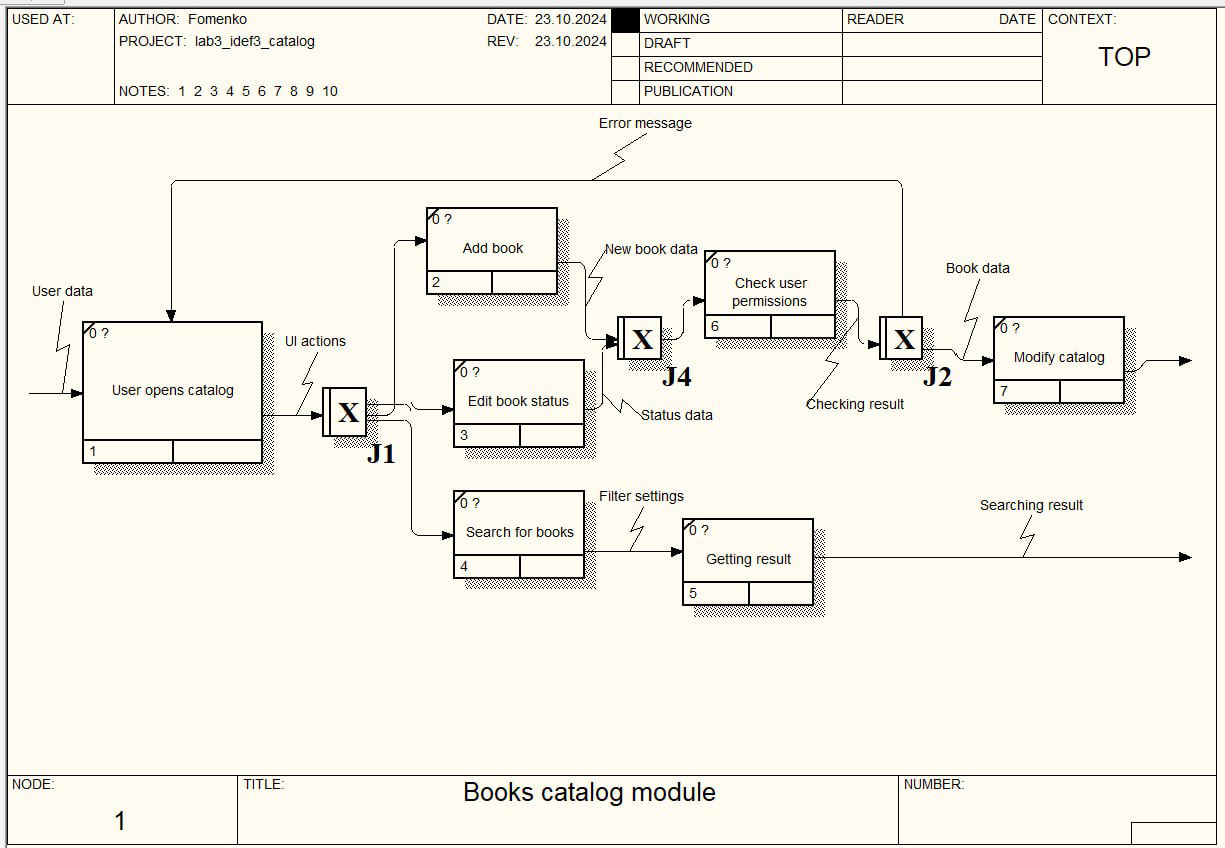 USED AT:
AUTHOR: Fomenko
DATE: 23.10.2024
WORKING
READER
DATE
CONTEXT:
PROJECT: lab3_idef3_catalog
REV: 23.10.2024
DRAFT
TOP
RECOMMENDED
NOTES: 1 2 3 4 5 6 7 8 9 10
PUBLICATION
Error message
0 ?
Add book
2
New book data
0 ?
Check user
permissions
6
Book data
User data
0 ?
User opens catalog
1
UI actions
X
J1
X
J4
X
J2
0 ?
Modify catalog
7
0 ?
Edit book status
3
Status data
Checking result
0 ?
Search for books
4
Filter settings
0 ?
Getting result
5
Searching result
NODE:
1
TITLE:
Books catalog module
NUMBER: